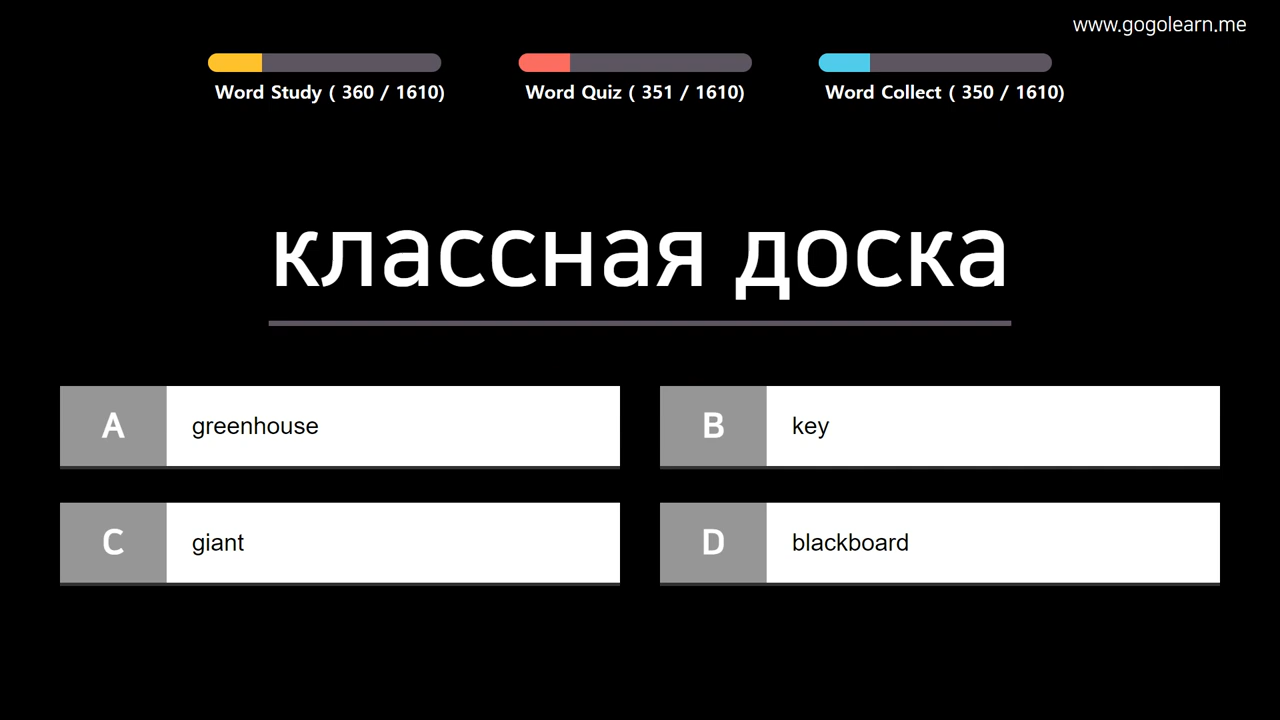 www.gogolearn.me
Word Study ( 360 / 1610)
Word Quiz ( 351 / 1610)
Word Collect ( 350 / 1610)
классная доска
A greenhouse
B key
C giant
D blackboard